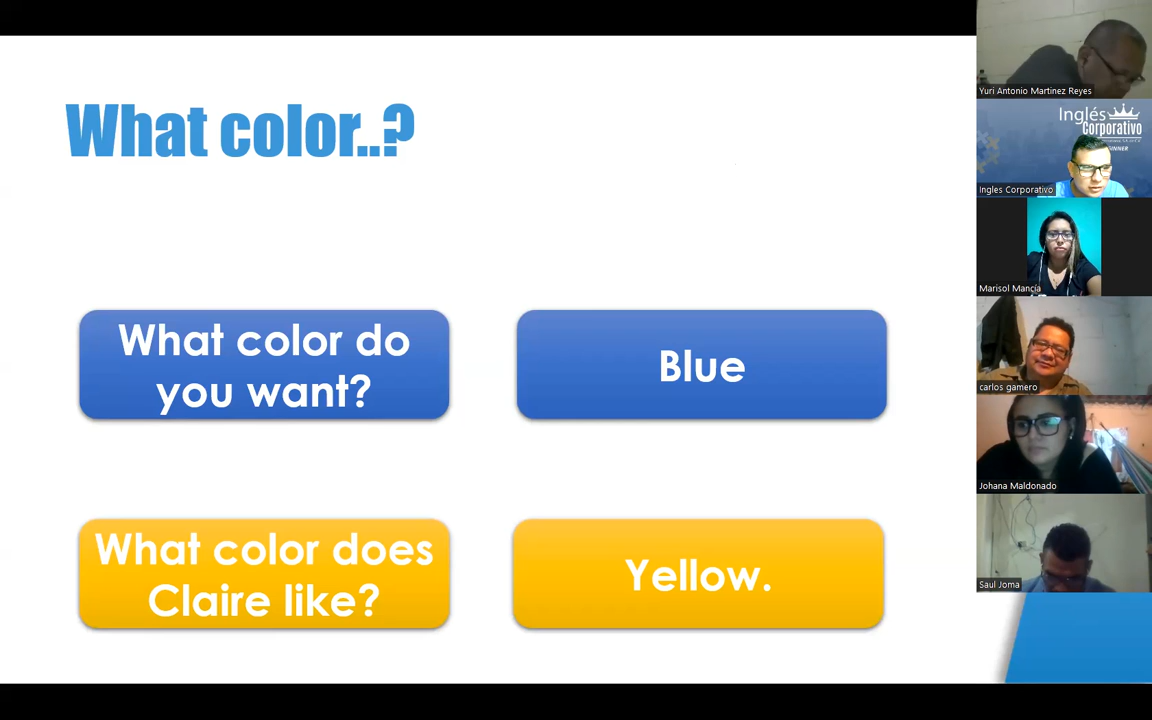 What color..?
What color do
you want?
Blue
What color does
Claire like?
Yellow.
Yuri Antonio Martinez Reyes
Inglés
Corporativo
Ingles Corporativo
Marisol Mancía
carlos gamero
Johana Maldonado
Saul Joma